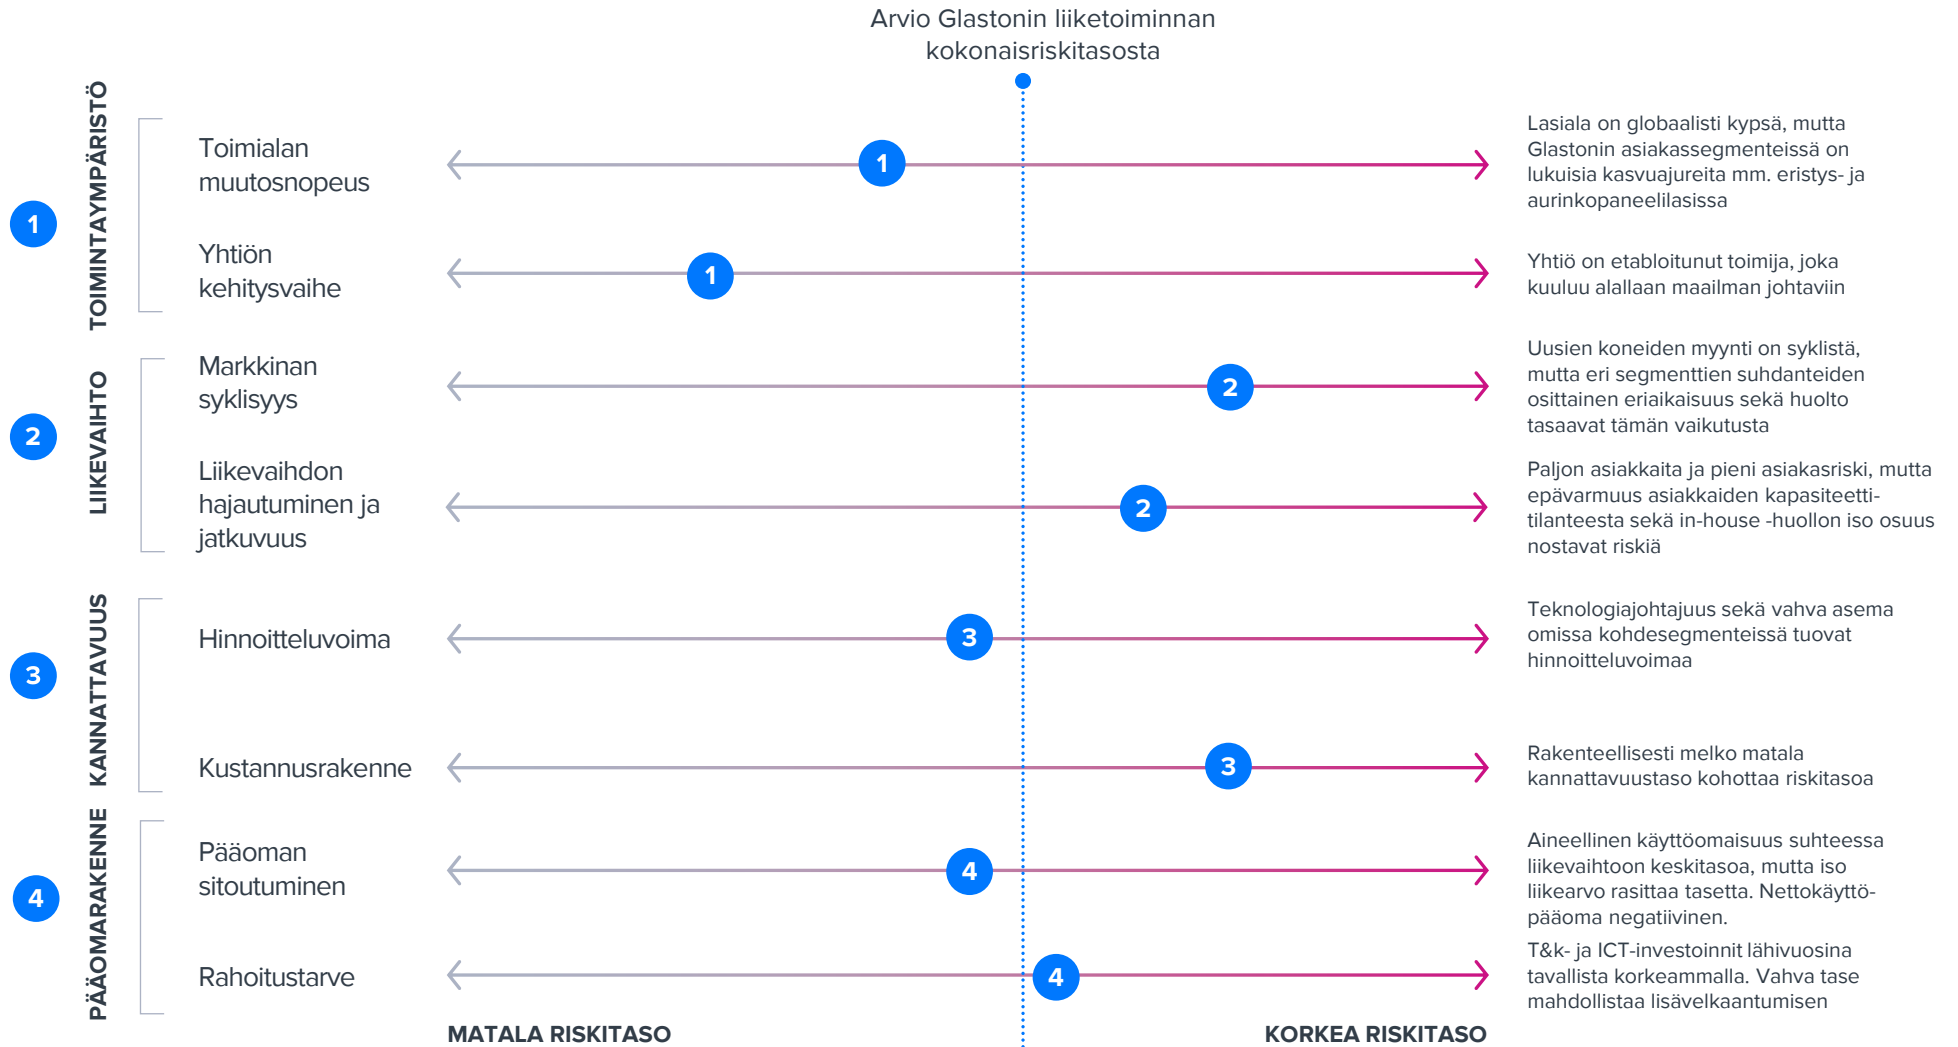 Arvio Glastonin liiketoiminnan
kokonaisriskitasosta
1
TOIMINTAYMPÄRISTÖ
Toimialan
muutosnopeus
1
Lasiala on globaalisti kypsä, mutta
Glastonin asiakassegmenteissä on
lukuisia kasvuajureita mm. eristys- ja
aurinkopaneelilasissa
Yhtiön
kehitysvaihe
1
Yhtiö on etabloitunut toimija, joka
kuuluu alallaan maailman johtaviin
2
LIIKEVAIHTO
Markkinan
syklisyys
2
Uusien koneiden myynti on syklistä,
mutta eri segmenttien suhdanteiden
osittainen eriaikaisuus sekä huolto
tasaavat tämän vaikutusta
Liikevaihdon
hajautuminen ja
jatkuvuus
2
Paljon asiakkaita ja pieni asiakasriski, mutta
epävarmuus asiakkaiden kapasiteetti-
tilanteesta sekä in-house -huollon iso osuus
nostavat riskiä
3
KANNATTAVUUS
Hinnoitteluvoima
3
Teknologiajohtajuus sekä vahva asema
omissa kohdesegmenteissä tuovat
hinnoitteluvoimaa
Kustannusrakenne
3
Rakenteellisesti melko matala
kannattavuustaso kohottaa riskitasoa
4
PÄÄOMARAKENNE
Pääoman
sitoutuminen
4
Aineellinen käyttöomaisuus suhteessa
liikevaihtoon keskitasoa, mutta iso
liikearvo rasittaa tasetta. Nettokäyttö-
pääoma negatiivinen.
Rahoitustarve
4
T&k- ja ICT-investoinnit lähivuosina
tavallista korkeammalla. Vahva tase
mahdollistaa lisävelkaantumisen
MATALA RISKITASO
KORKEA RISKITASO